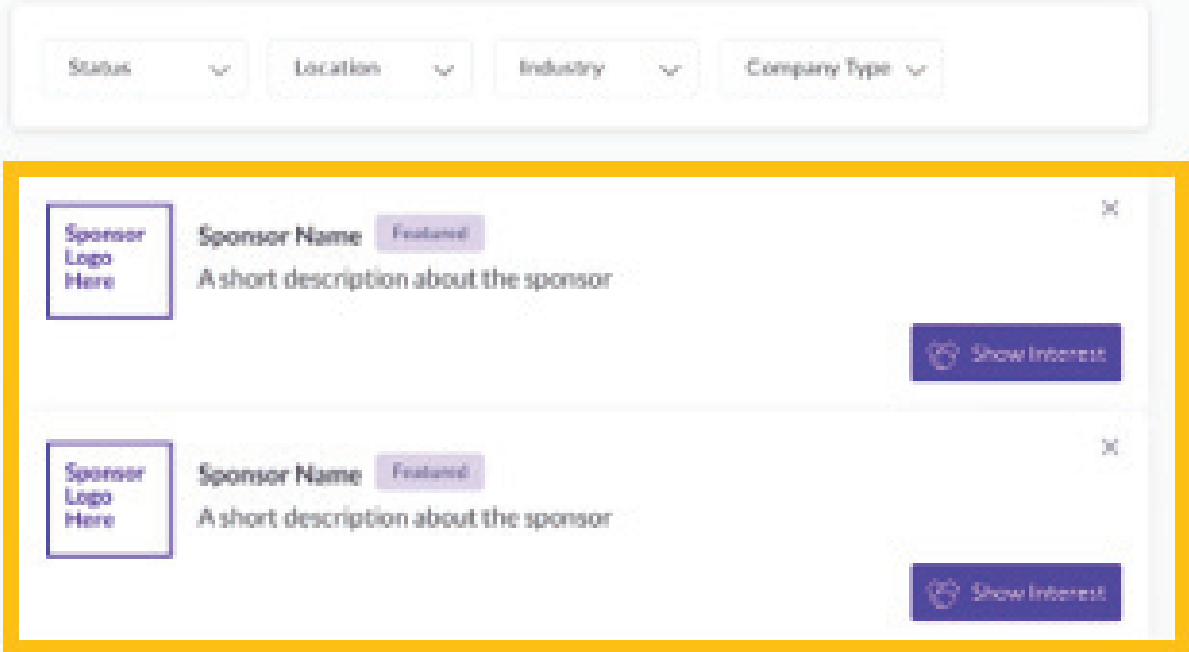 Status Location Industry Company Type
Sponsor
Logo
Here
Sponsor Name Featured
A short description about the sponsor
Show Interest
Sponsor
Logo
Here
Sponsor Name Featured
A short description about the sponsor
Show Interest